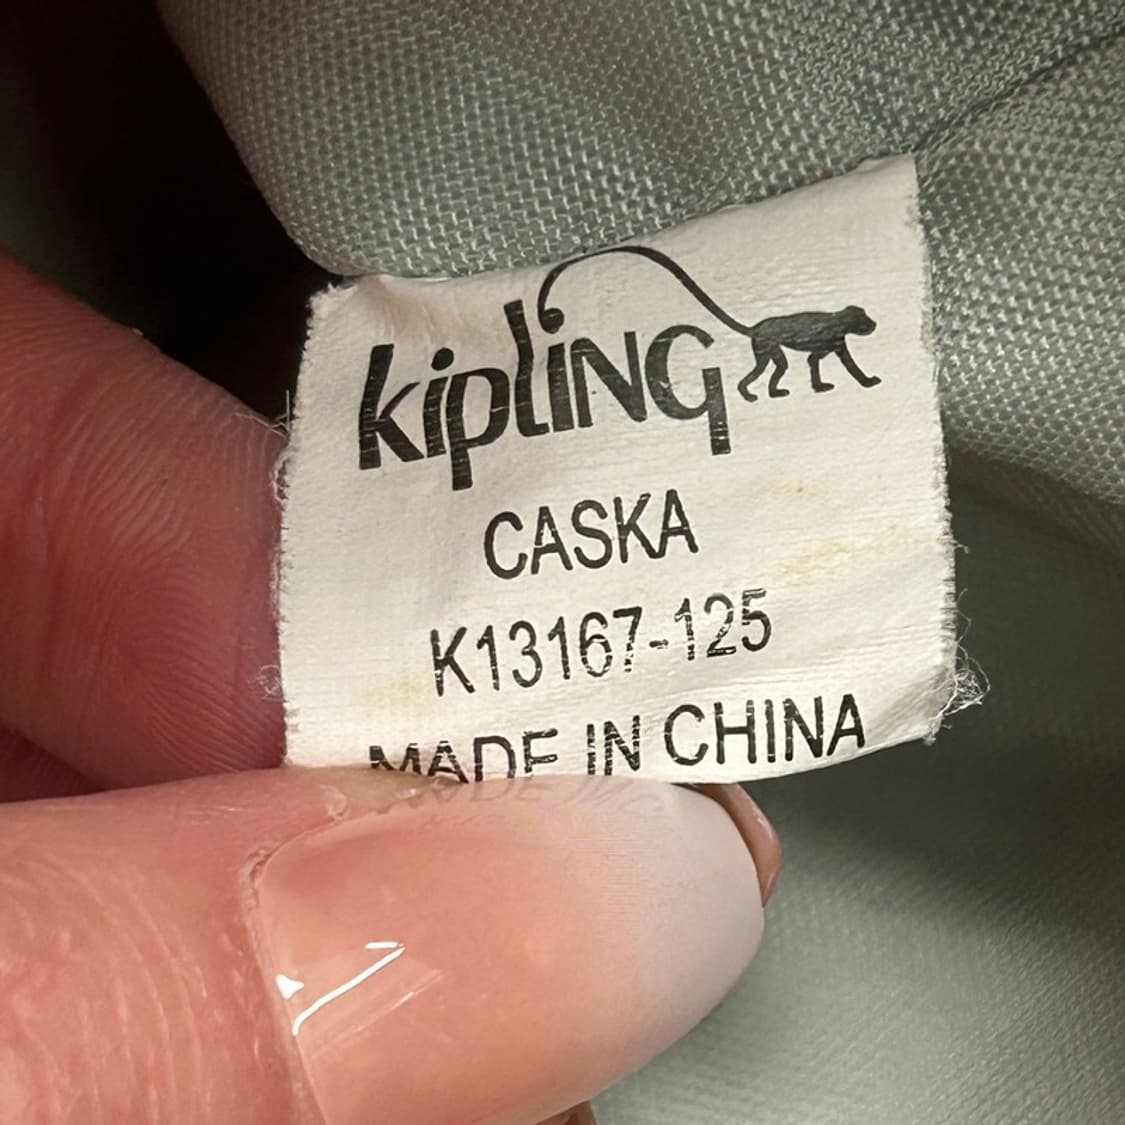 kipling
CASKA
K13167-125
MADE IN CHINA